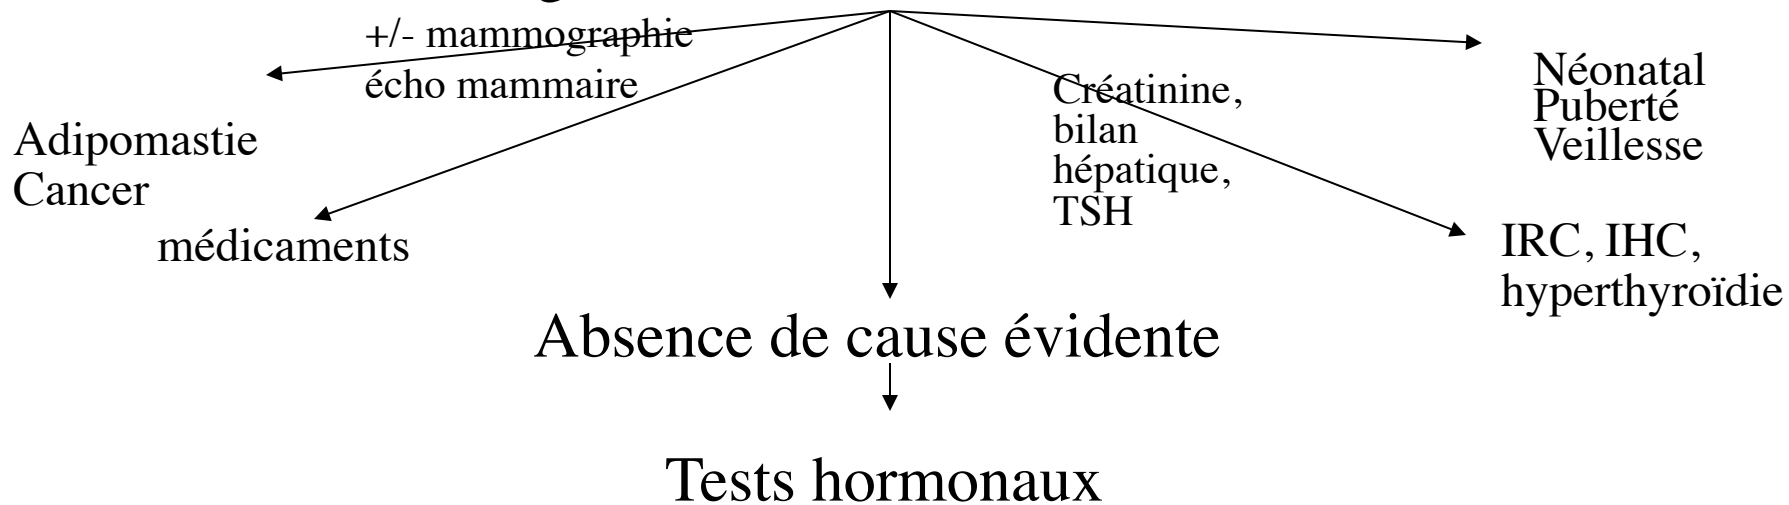 +/- mammographie
écho mammaire
Adipomastie
Cancer
médicaments
Créatinine,
bilan
hépatique,
TSH
Néonatal
Puberté
Veillesse
IRC, IHC,
hyperthyroïdie
Absence de cause évidente
Tests hormonaux